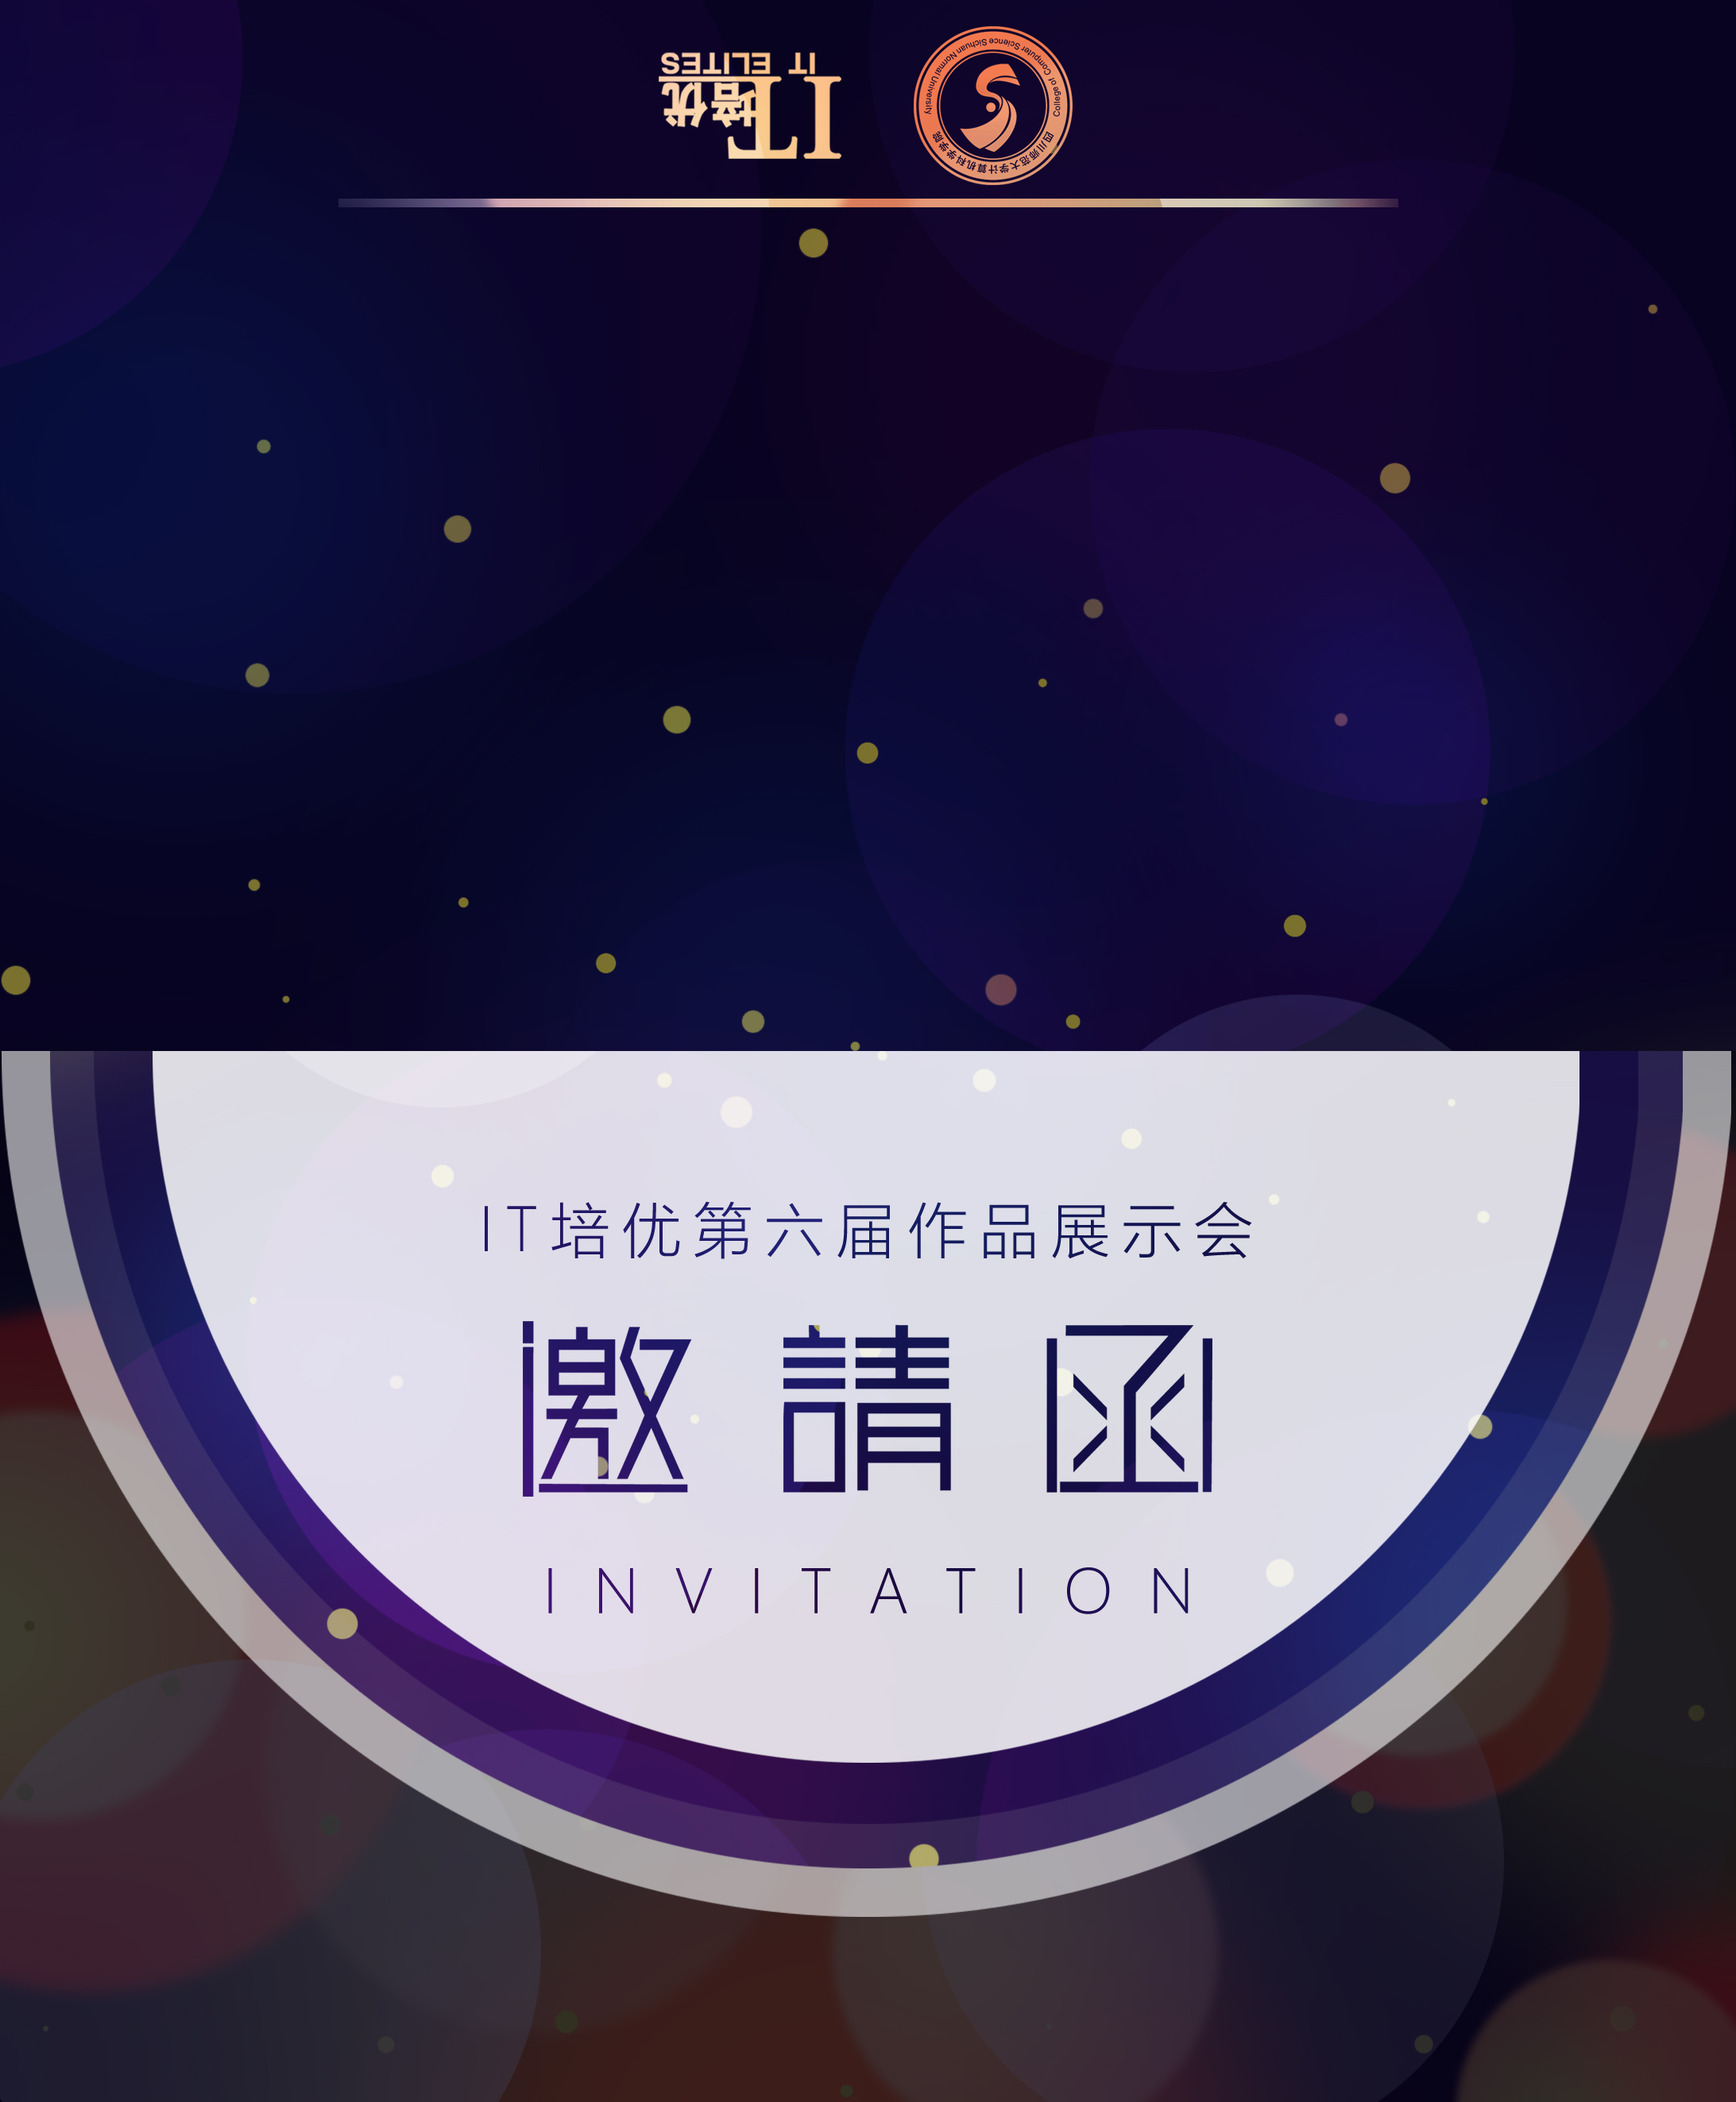 IT培优
IT ELITES
College of Computer Science Sichuan Normal University
四川师范大学计算机科学学院
IT培优第六届作品展示会
邀請函
INVITATION